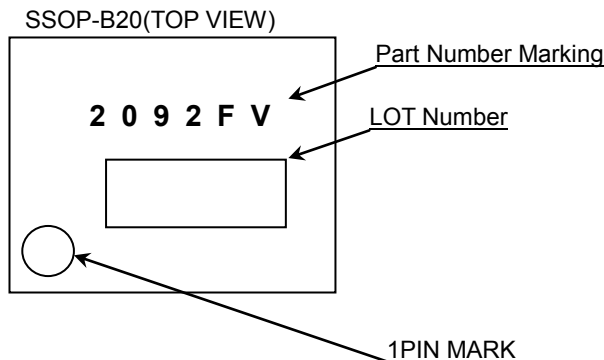 SSOP-B20(TOP VIEW)
Part Number Marking
2 0 9 2 F V
LOT Number
1PIN MARK